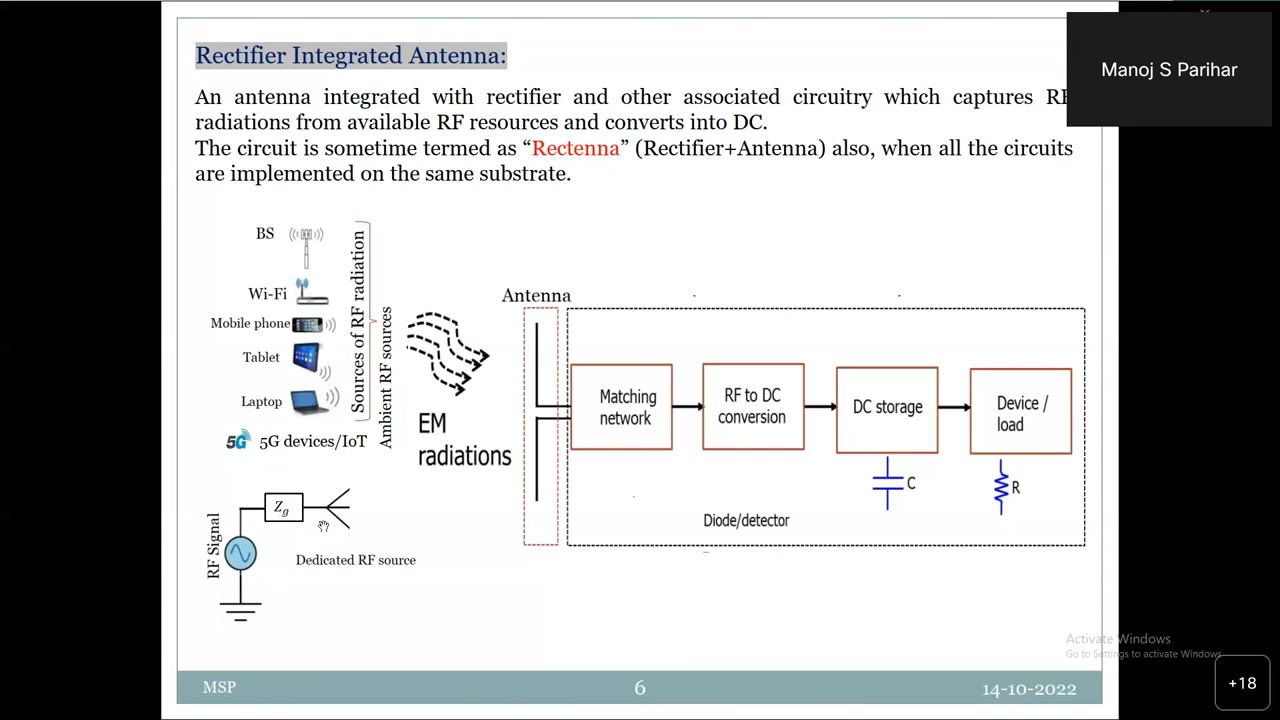 Rectifier Integrated Antenna:
An antenna integrated with rectifier and other associated circuitry which captures RF
radiations from available RF resources and converts into DC.
The circuit is sometime termed as “Rectenna” (Rectifier+Antenna) also, when all the circuits
are implemented on the same substrate.
Manoj S Parihar
BS
Wi-Fi
Mobile phone
Tablet
Laptop
5G 5G devices/IoT
Sources of RF radiation
Ambient RF sources
EM
radiations
Antenna
Matching
network
RF to DC
conversion
DC storage
Device /
load
C
R
Diode/detector
RF Signal
Zg
Dedicated RF source
Activate Windows
Go to Settings to activate Windows.
MSP
6
14-10-2022
+18